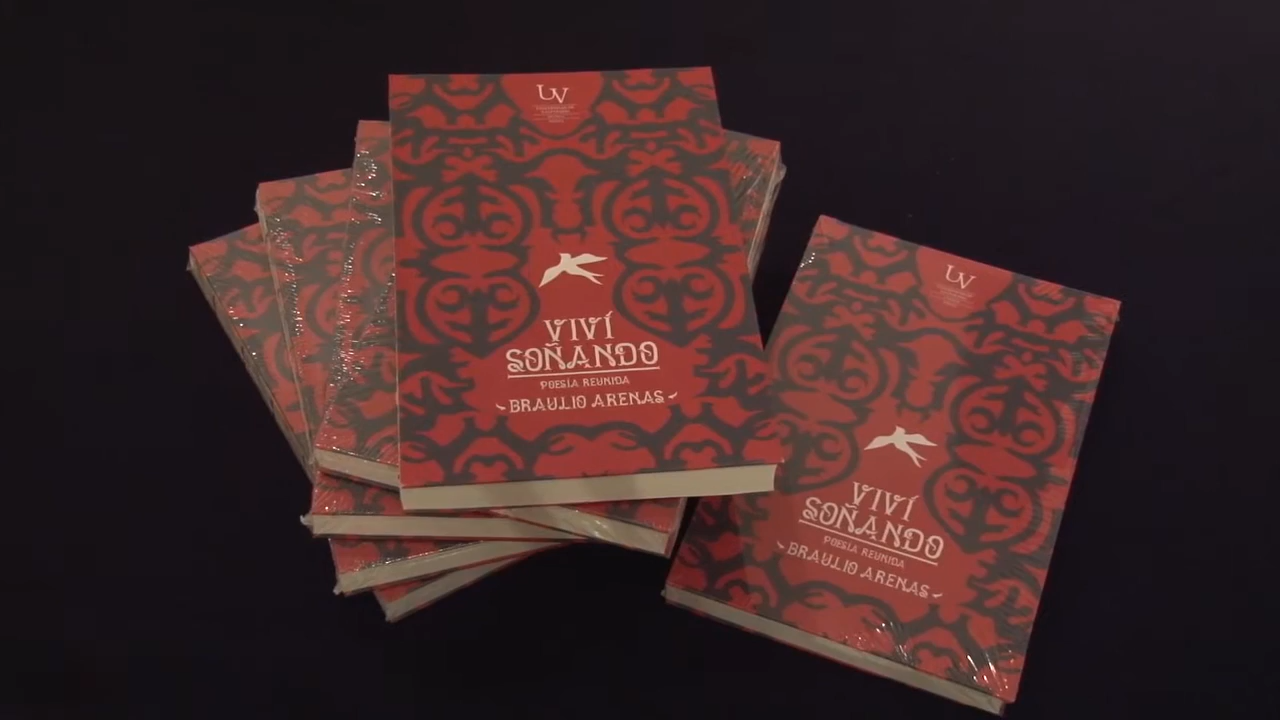 UV
VIVÍ
SOÑANDO
POESÍA REUNIDA
BRAULIO ARENAS
UV
VIVÍ
SOÑANDO
POESÍA REUNIDA
BRAULIO ARENAS